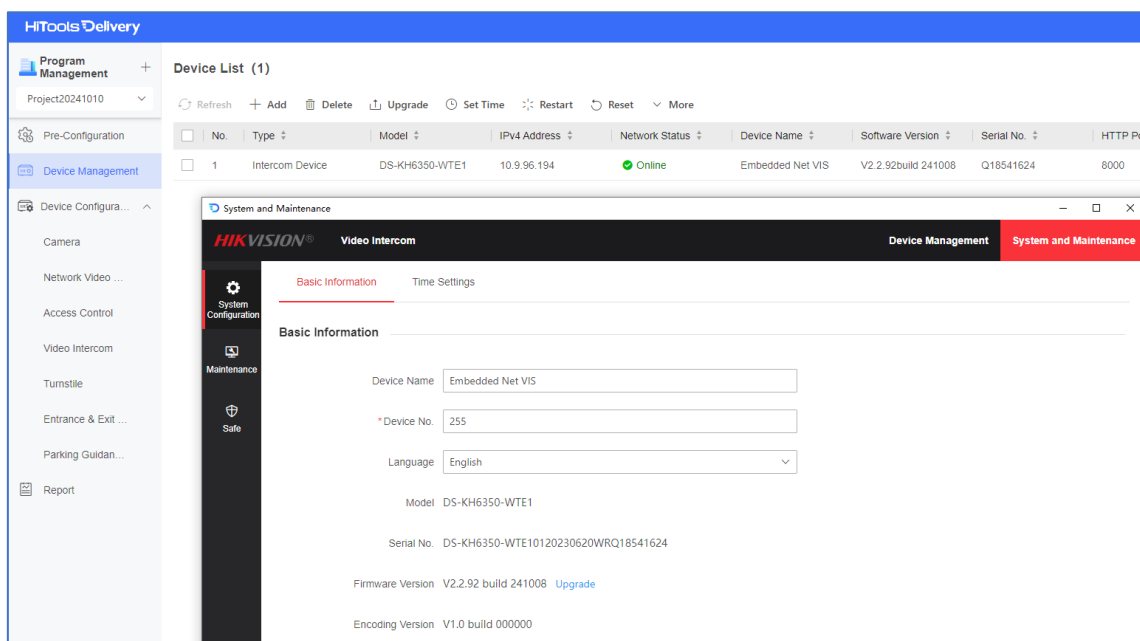 HiTools Delivery
Program Management
Project20241010
Pre-Configuration
Device Management
Device Configura...
Camera
Network Video ...
Access Control
Video Intercom
Turnstile
Entrance & Exit ...
Parking Guidan...
Report
Device List (1)
Refresh Add Delete Upgrade Set Time Restart Reset More
No. Type Model IPv4 Address Network Status Device Name Software Version Serial No. HTTP Po
1 Intercom Device DS-KH6350-WTE1 10.9.96.194 Online Embedded Net VIS V2.2.92build 241008 Q18541624 8000
System and Maintenance
HIKVISION® Video Intercom Device Management System and Maintenance
System Configuration
Maintenance
Safe
Basic Information Time Settings
Basic Information
Device Name Embedded Net VIS
*Device No. 255
Language English
Model DS-KH6350-WTE1
Serial No. DS-KH6350-WTE10120230620WRQ18541624
Firmware Version V2.2.92 build 241008 Upgrade
Encoding Version V1.0 build 000000